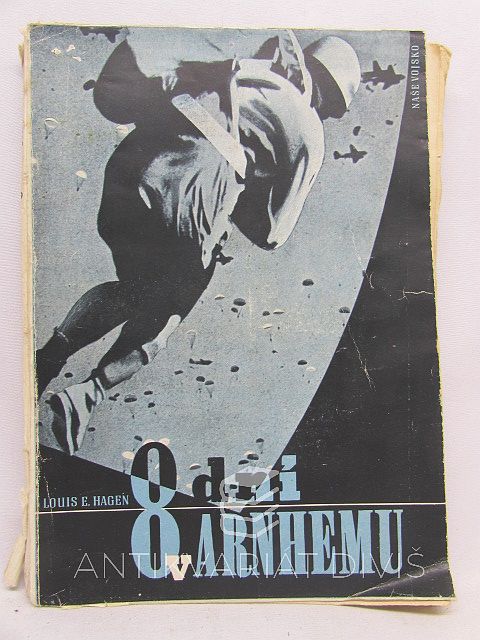 NAŠE VOJSKO
8 dní
LOUIS E. HAGEN
v ARNHEMU
ANTIKVARIÁT DIVIŠ